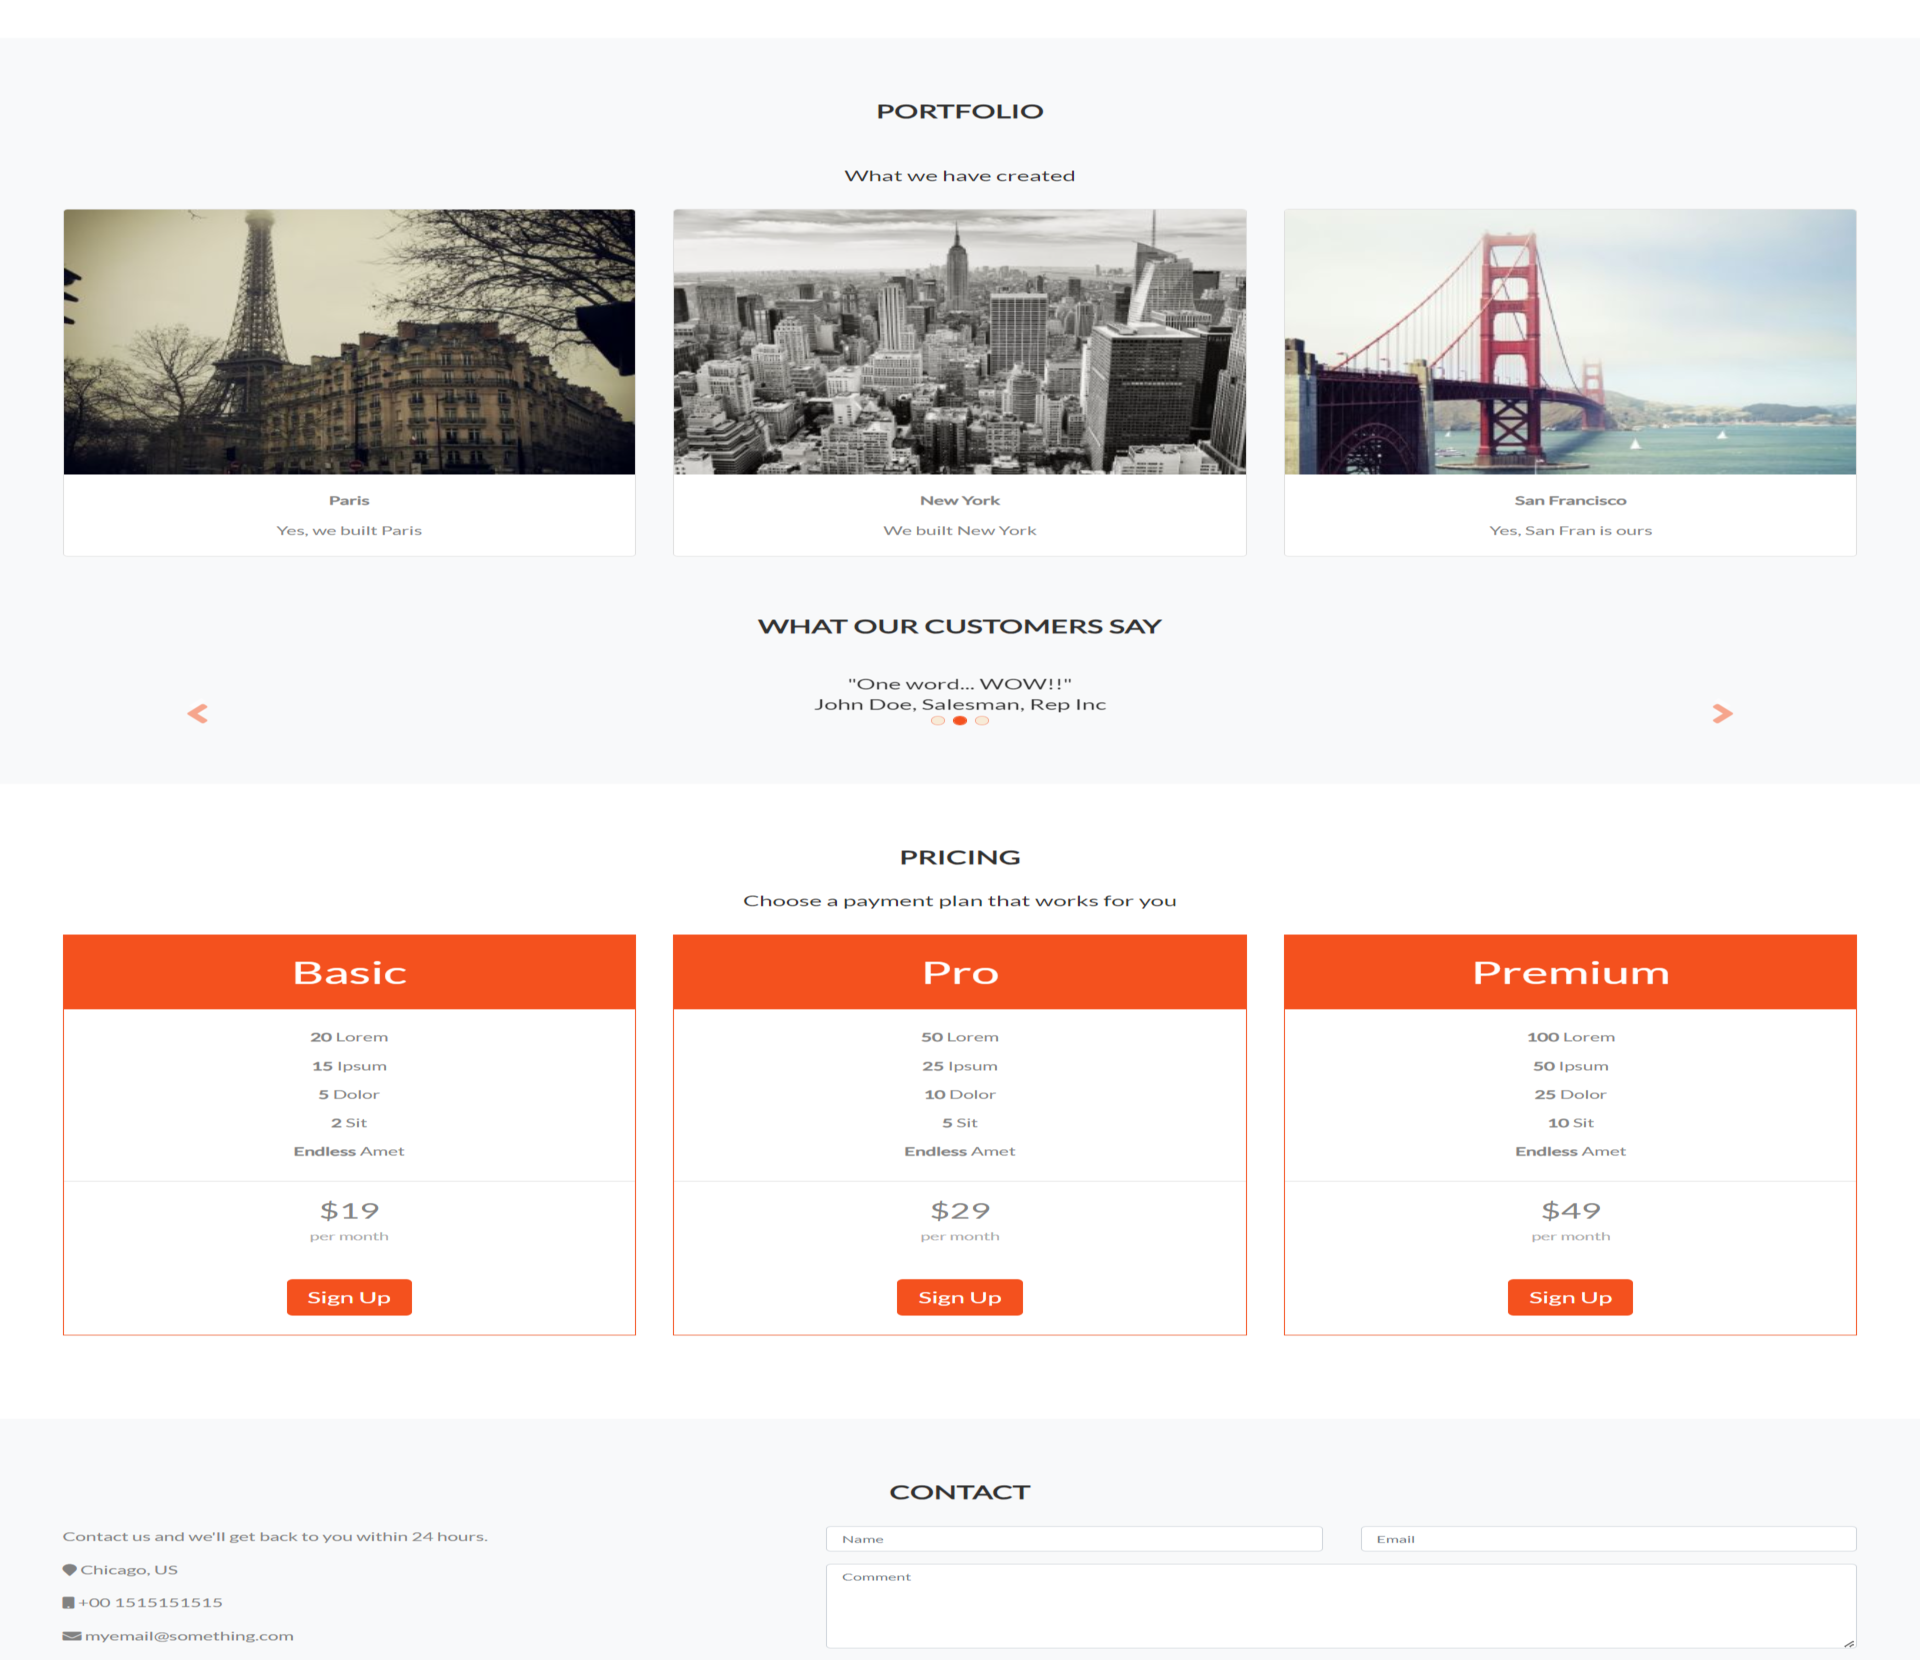 PORTFOLIO
What we have created
Paris
Yes, we built Paris
New York
We built New York
San Francisco
Yes, San Fran is ours
WHAT OUR CUSTOMERS SAY
"One word... WOW!!"
John Doe, Salesman, Rep Inc
PRICING
Choose a payment plan that works for you
Basic
20 Lorem
15 Ipsum
5 Dolor
2 Sit
Endless Amet
$19
per month
Sign Up
Pro
50 Lorem
25 Ipsum
10 Dolor
5 Sit
Endless Amet
$29
per month
Sign Up
Premium
100 Lorem
50 Ipsum
25 Dolor
10 Sit
Endless Amet
$49
per month
Sign Up
CONTACT
Contact us and we'll get back to you within 24 hours.
Chicago, US
+00 1515151515
myemail@something.com
Name
Email
Comment